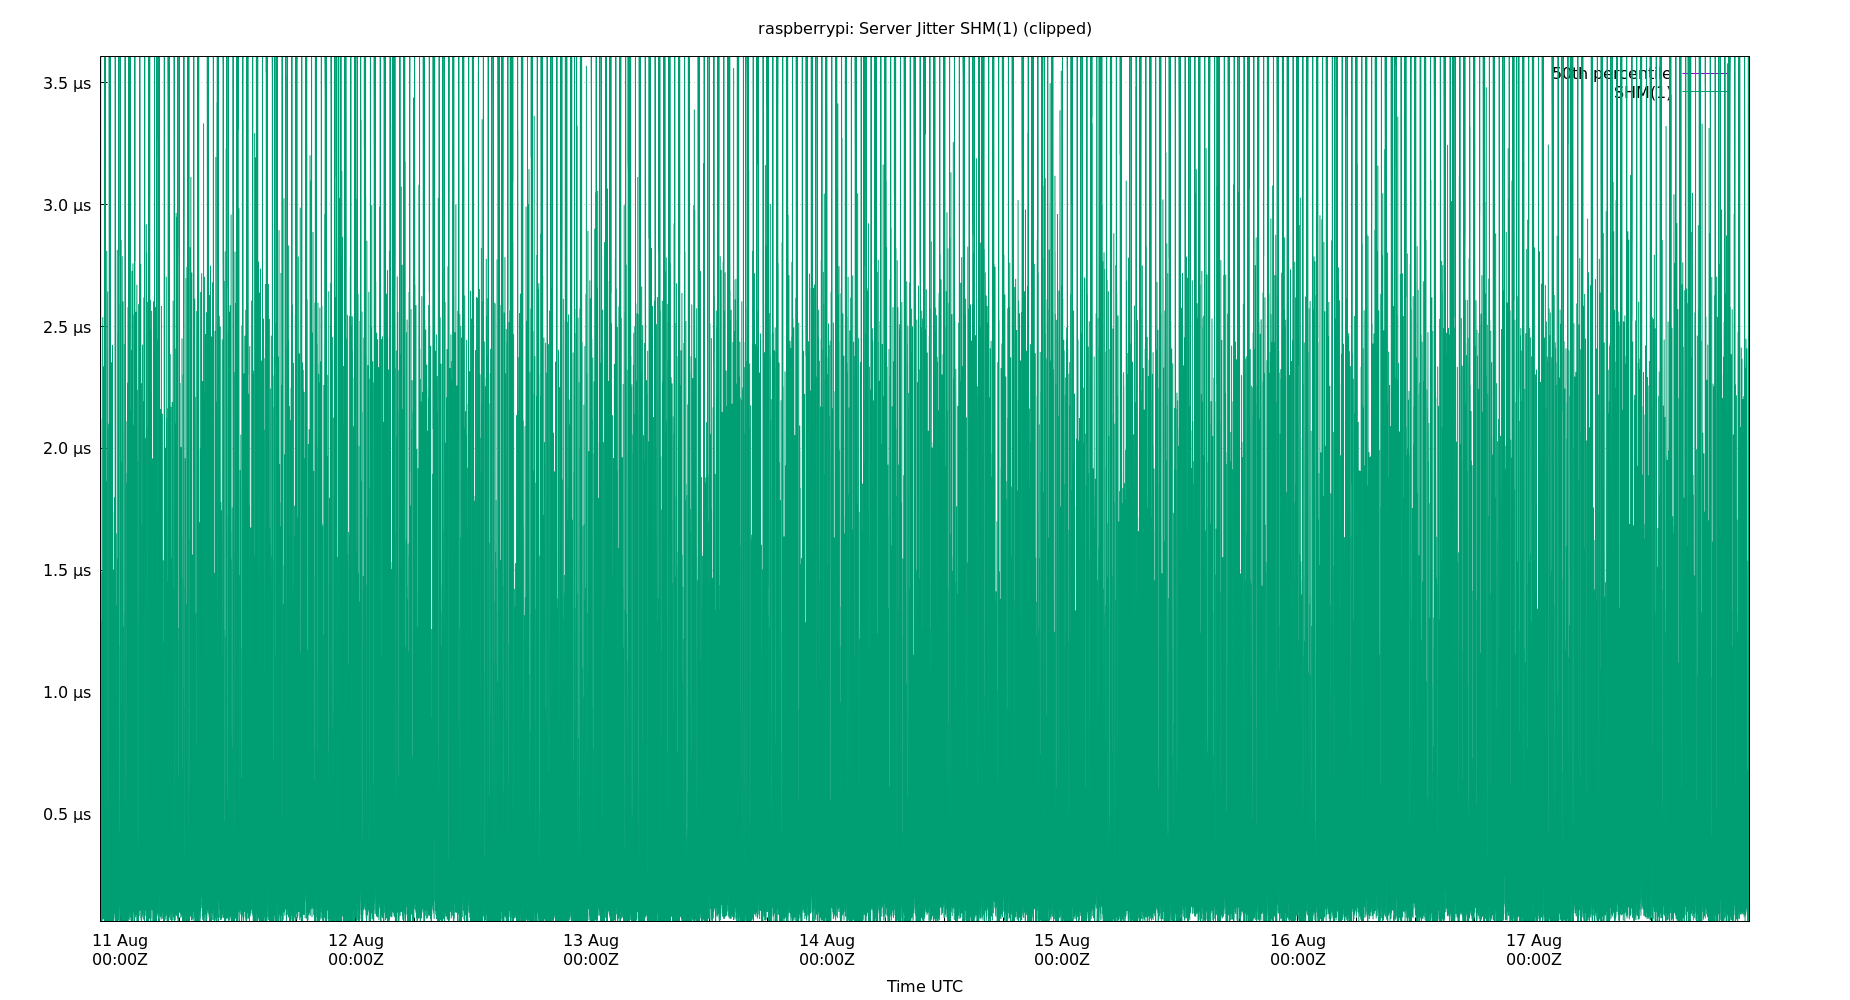 raspberrypi: Server Jitter SHM(1) (clipped)
50th percentile
SHM(1)
3.5 µs
3.0 µs
2.5 µs
2.0 µs
1.5 µs
1.0 µs
0.5 µs
11 Aug 12 Aug 13 Aug 14 Aug 15 Aug 16 Aug 17 Aug
00:00Z 00:00Z 00:00Z 00:00Z 00:00Z 00:00Z 00:00Z
Time UTC